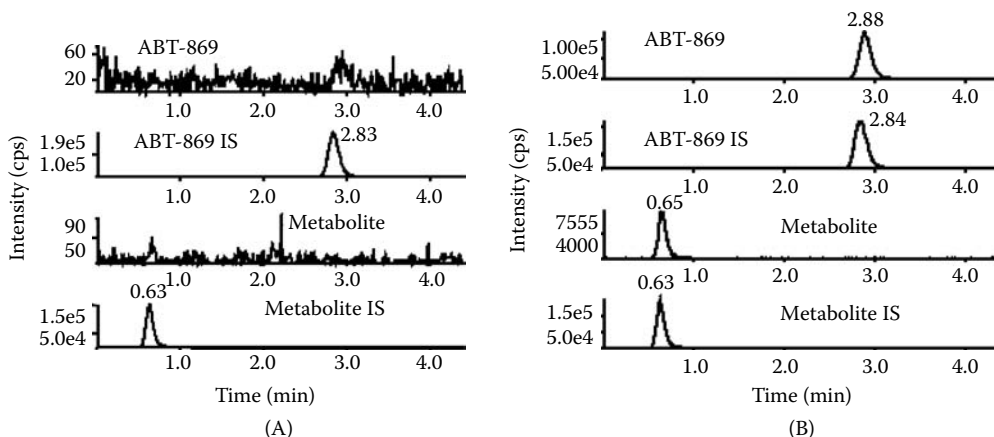 Intensity (cps)
60
20
ABT-869
1.0 2.0 3.0 4.0
1.9e5
1.0e5
ABT-869 IS
2.83
1.0 2.0 3.0 4.0
90
50
Metabolite
1.0 2.0 3.0 4.0
0.63
Metabolite IS
1.5e5
5.0e4
1.0 2.0 3.0 4.0
Time (min)
(A)
Intensity (cps)
2.88
ABT-869
1.00e5
5.00e4
1.0 2.0 3.0 4.0
ABT-869 IS
2.84
1.5e5
5.0e4
1.0 2.0 3.0 4.0
0.65
Metabolite
7555
4000
1.0 2.0 3.0 4.0
0.63
Metabolite IS
1.5e5
5.0e4
1.0 2.0 3.0 4.0
Time (min)
(B)